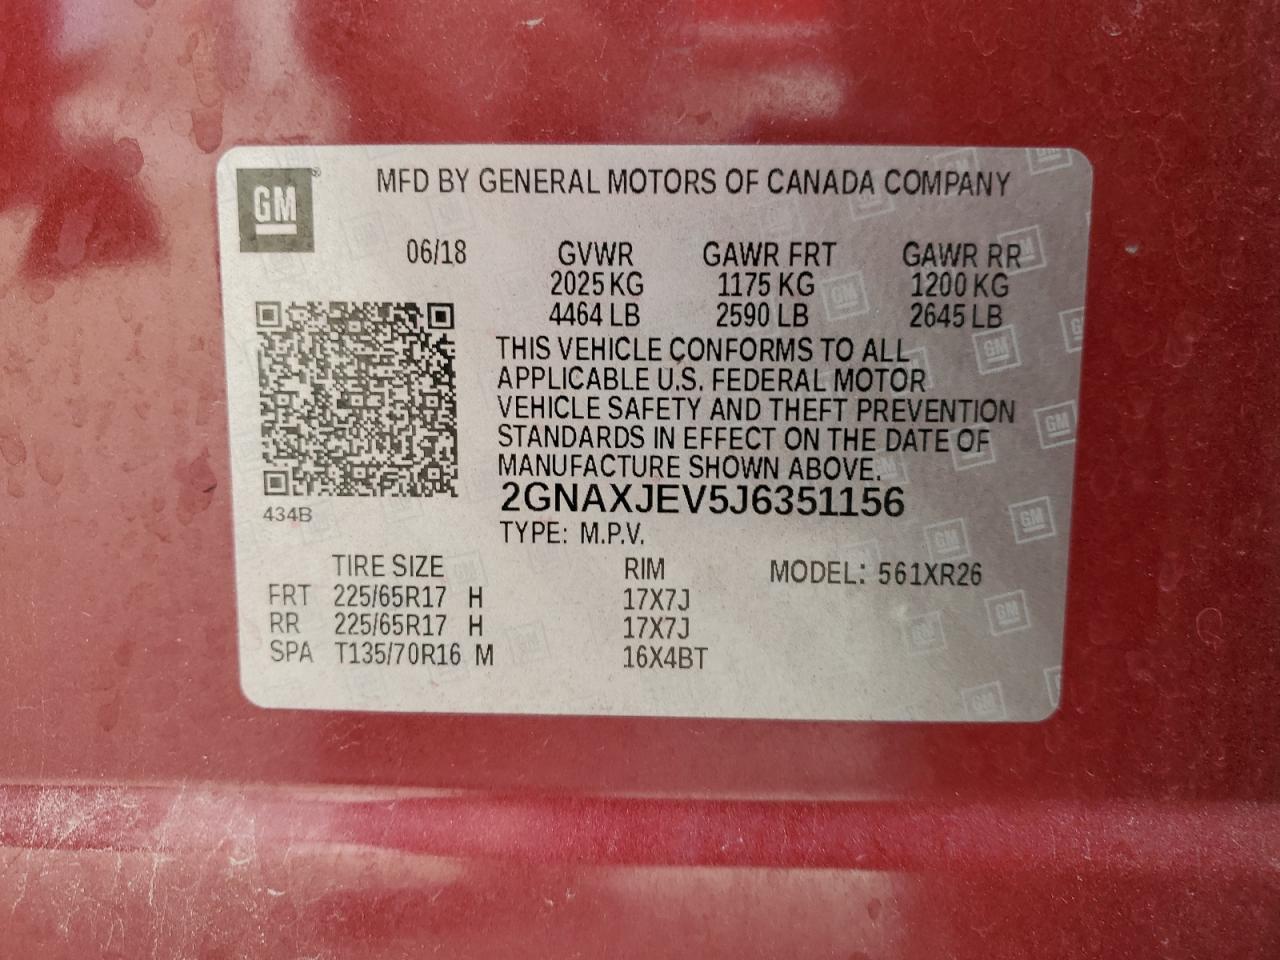 GM®
MFD BY GENERAL MOTORS OF CANADA COMPANY
06/18 GVWR GAWR FRT GAWR RR
2025 KG 1175 KG 1200 KG
4464 LB 2590 LB 2645 LB
THIS VEHICLE CONFORMS TO ALL
APPLICABLE U.S. FEDERAL MOTOR
VEHICLE SAFETY AND THEFT PREVENTION
STANDARDS IN EFFECT ON THE DATE OF
MANUFACTURE SHOWN ABOVE.
2GNAXJEV5J6351156
434B
TYPE: M.P.V.
TIRE SIZE RIM MODEL: 561XR26
FRT 225/65R17 H 17X7J
RR 225/65R17 H 17X7J
SPA T135/70R16 M 16X4BT